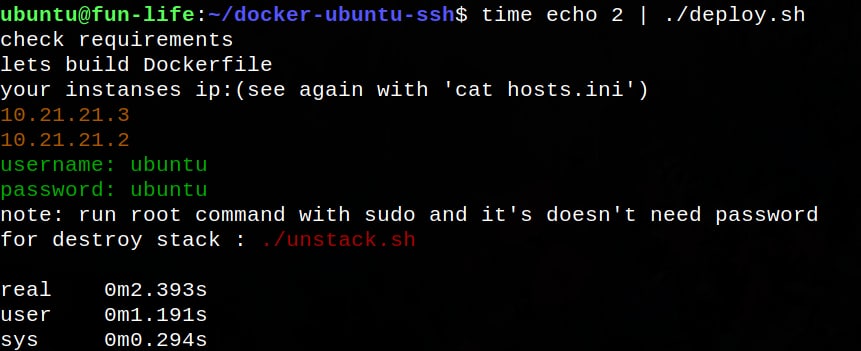 ubuntu@fun-life:~/docker-ubuntu-ssh$ time echo 2 | ./deploy.sh
check requirements
lets build Dockerfile
your instanses ip:(see again with 'cat hosts.ini')
10.21.21.3
10.21.21.2
username: ubuntu
password: ubuntu
note: run root command with sudo and it's doesn't need password
for destroy stack : ./unstack.sh
real 0m2.393s
user 0m1.191s
sys 0m0.294s